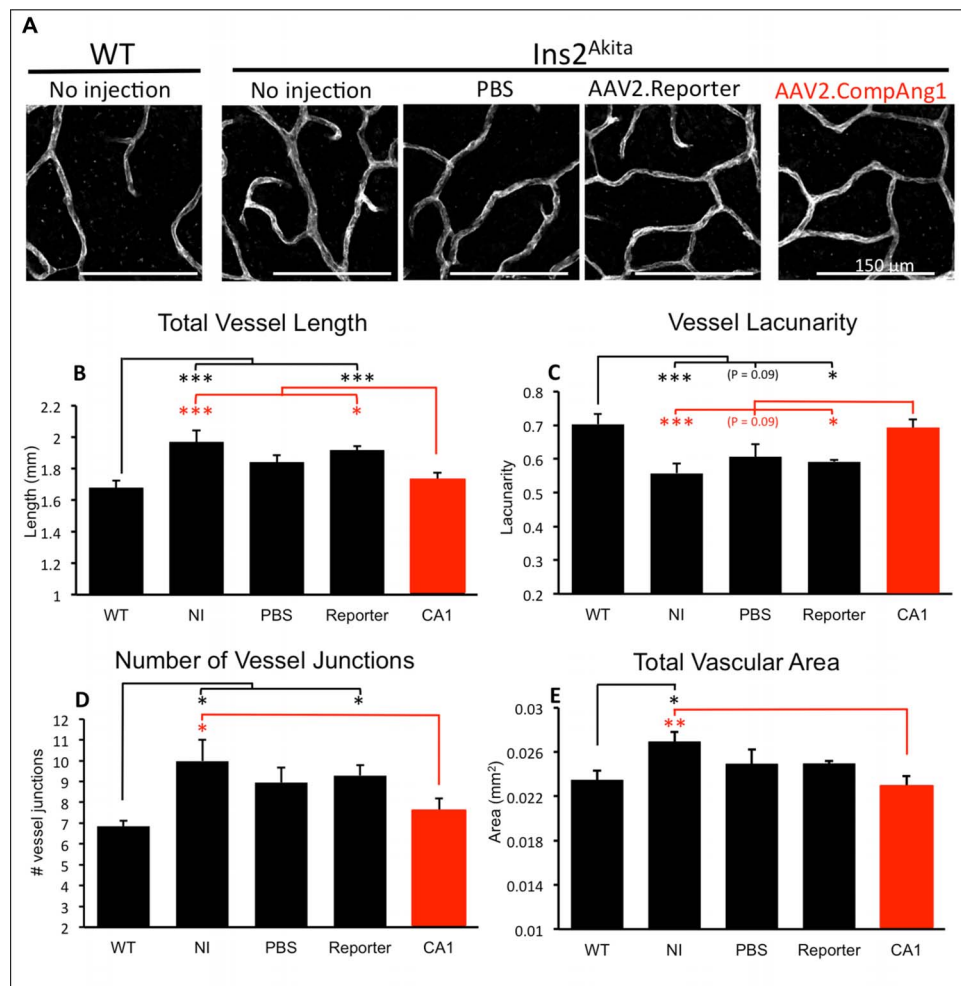 A
WT
Ins2Akita
No injection
No injection
PBS
AAV2.Reporter
AAV2.CompAng1
150 µm
Total Vessel Length
B
*** ***
*** *
2.2
2
1.8
1.6
1.4
1.2
1
Length (mm)
WT NI PBS Reporter CA1
Vessel Lacunarity
C
*** (P = 0.09) *
*** (P = 0.09) *
0.8
0.7
0.6
0.5
0.4
0.3
0.2
Lacunarity
WT NI PBS Reporter CA1
Number of Vessel Junctions
D
* *
*
12
11
10
9
8
7
6
5
4
3
2
# vessel junctions
WT NI PBS Reporter CA1
Total Vascular Area
E
*
**
0.03
0.026
0.022
0.018
0.014
0.01
Area (mm²)
WT NI PBS Reporter CA1